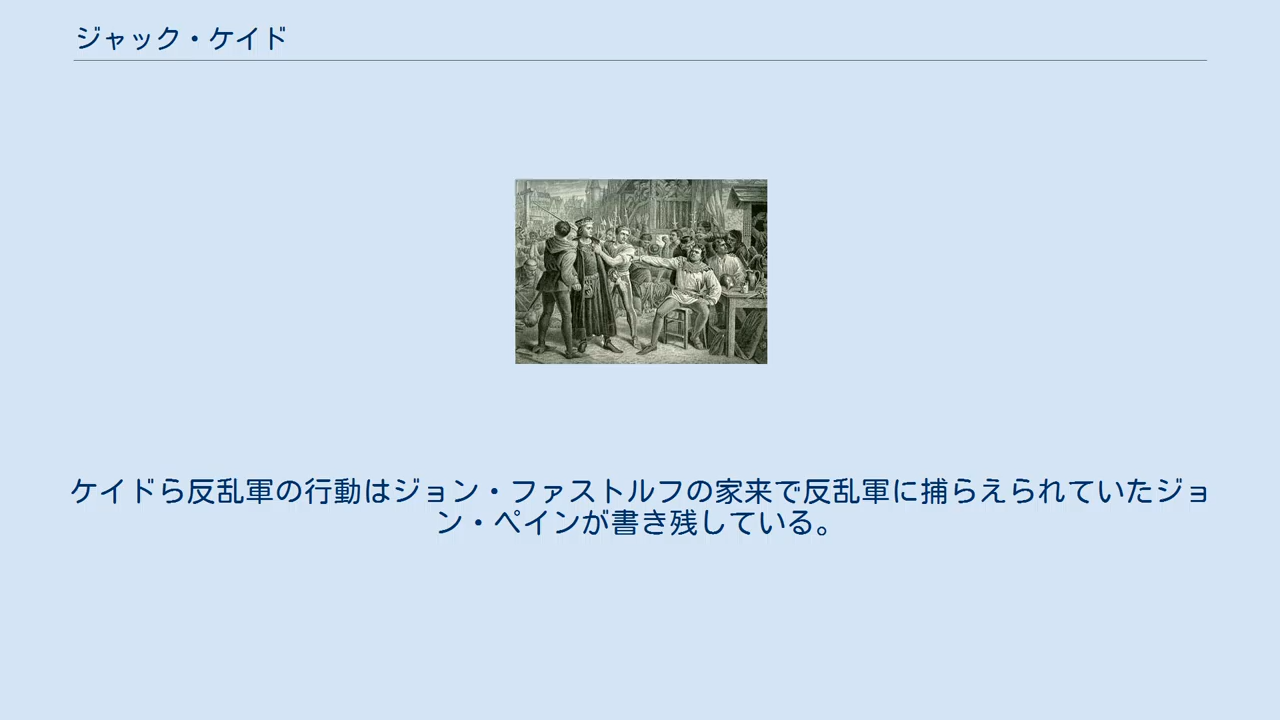 ジャック・ケイド
ケイドら反乱軍の行動はジョン・ファストルフの家来で反乱軍に捕らえられていたジョ
ン・ペインが書き残している。